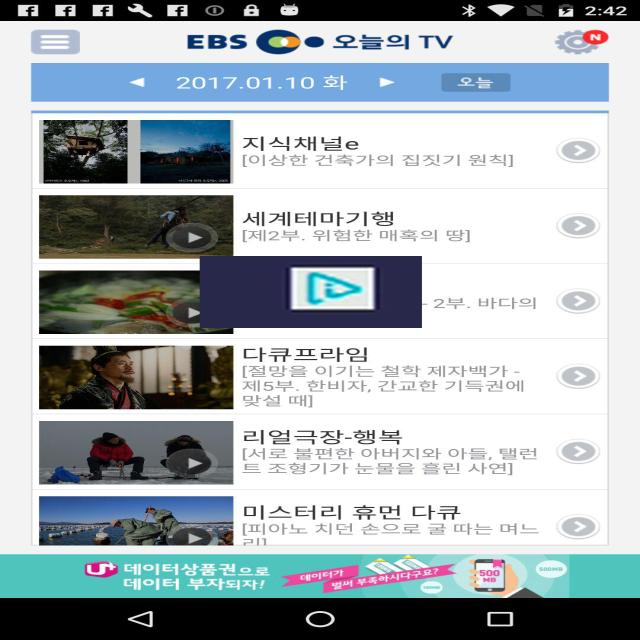 2:42
EBS 오늘의 TV
N
2017.01.10 화
오늘
지식채널e
[이상한 건축가의 집짓기 원칙]
세계테마기행
[제2부. 위험한 매혹의 땅]
- 2부. 바다의
다큐프라임
[절망을 이기는 철학 제자백가 -
제5부. 한비자, 간교한 기득권에
맞설 때]
리얼극장-행복
[서로 불편한 아버지와 아들, 탤런
트 조형기가 눈물을 흘린 사연]
미스터리 휴먼 다큐
[피아노 치던 손으로 굴 따는 며느
리]
U+ 데이터상품권으로
데이터 부자되자!
데이터가
벌써 부족하시다구요?
500
MB
500MB